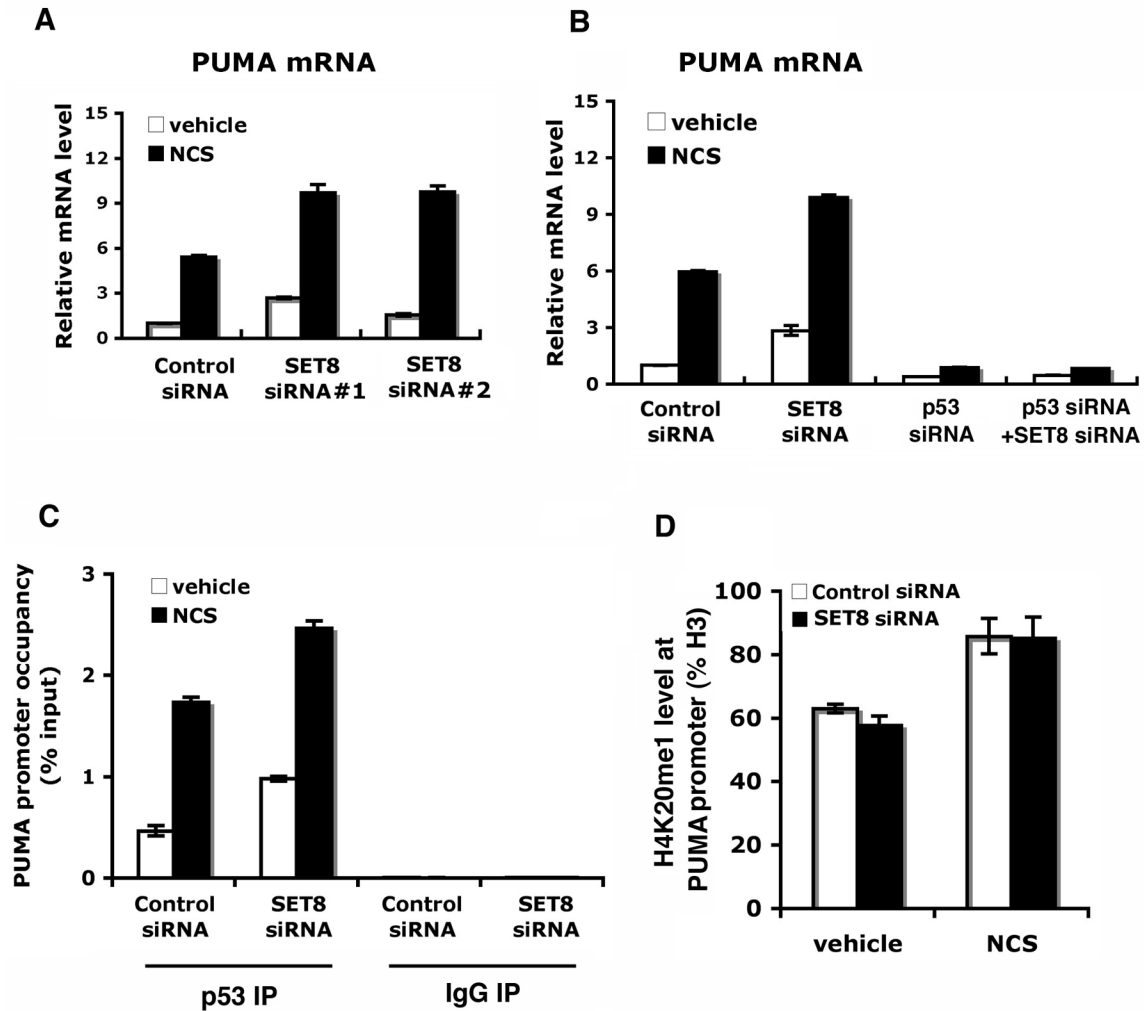 A
PUMA mRNA
Relative mRNA level
15
12
9
6
3
0
vehicle
NCS
Control
siRNA
SET8
siRNA#1
SET8
siRNA#2
B
PUMA mRNA
Relative mRNA level
15
12
9
6
3
0
vehicle
NCS
Control
siRNA
SET8
siRNA
p53
siRNA
p53 siRNA
+SET8 siRNA
C
PUMA promoter occupancy
(% input)
3
2
1
0
vehicle
NCS
Control
siRNA
SET8
siRNA
Control
siRNA
SET8
siRNA
p53 IP
IgG IP
D
H4K20me1 level at
PUMA promoter (% H3)
100
80
60
40
20
0
Control siRNA
SET8 siRNA
vehicle
NCS